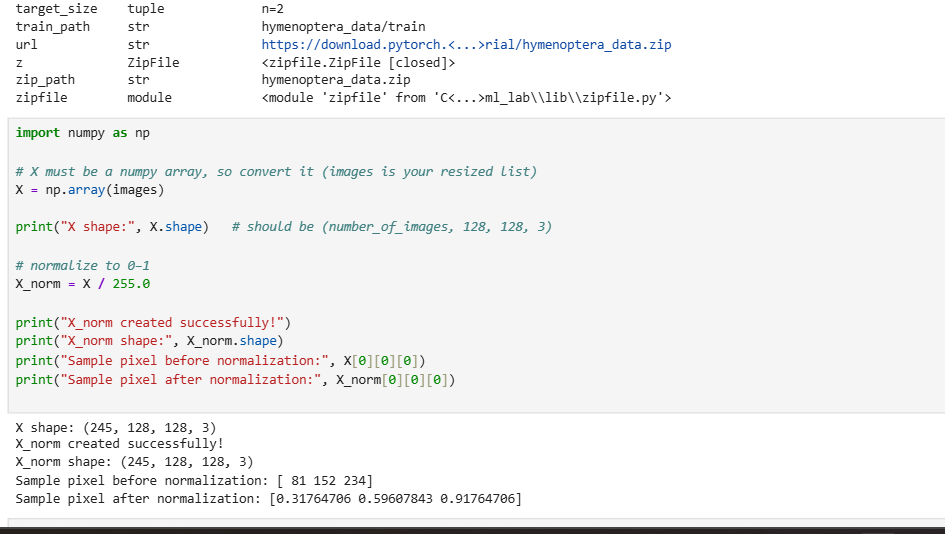 target_size tuple n=2
train_path str hymenoptera_data/train
url str https://download.pytorch.<...>rial/hymenoptera_data.zip
z ZipFile <zipfile.ZipFile [closed]>
zip_path str hymenoptera_data.zip
zipfile module <module 'zipfile' from 'C<...>ml_lab\\lib\\zipfile.py'>
import numpy as np
# X must be a numpy array, so convert it (images is your resized list)
X = np.array(images)
print("X shape:", X.shape) # should be (number_of_images, 128, 128, 3)
# normalize to 0–1
X_norm = X / 255.0
print("X_norm created successfully!")
print("X_norm shape:", X_norm.shape)
print("Sample pixel before normalization:", X[0][0][0])
print("Sample pixel after normalization:", X_norm[0][0][0])
X shape: (245, 128, 128, 3)
X_norm created successfully!
X_norm shape: (245, 128, 128, 3)
Sample pixel before normalization: [ 81 152 234]
Sample pixel after normalization: [0.31764706 0.59607843 0.91764706]